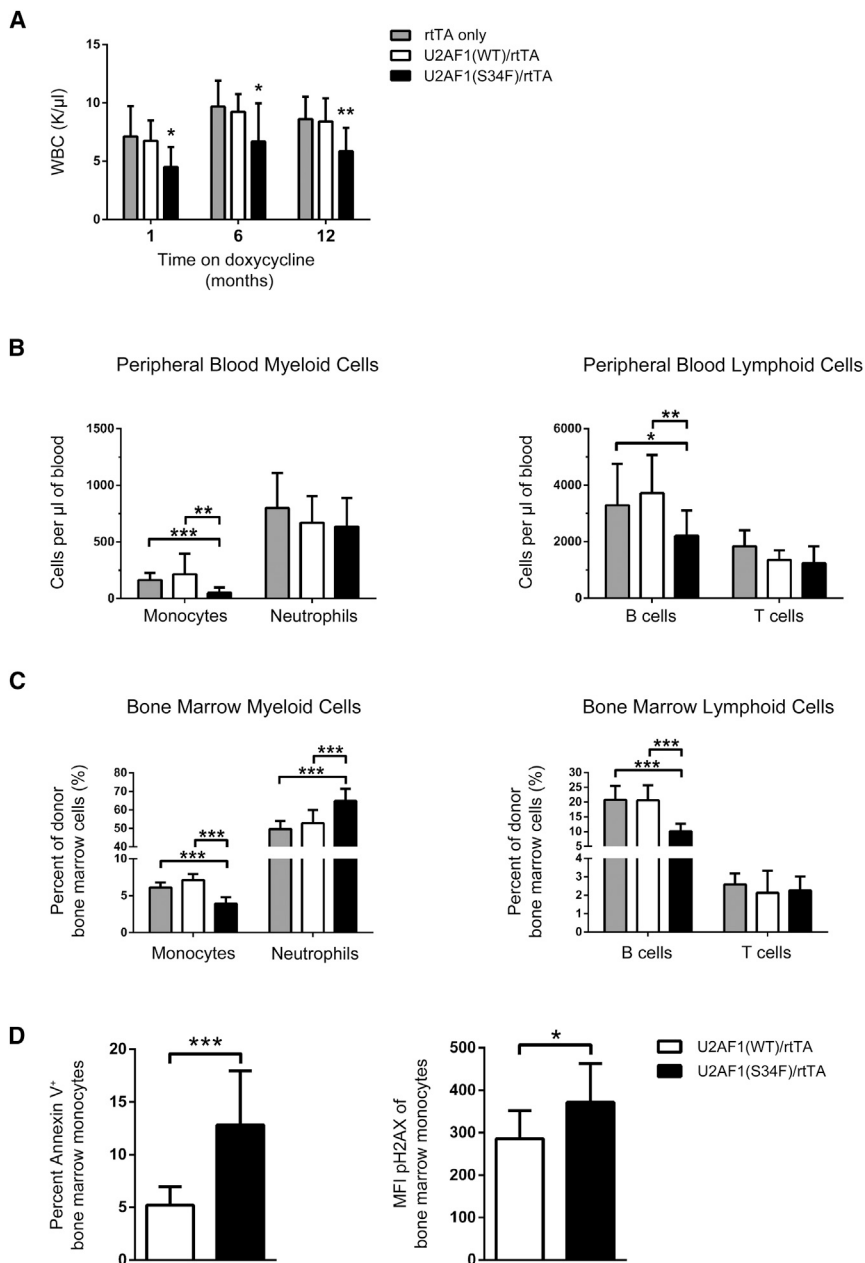 A
rtTA only
U2AF1(WT)/rtTA
U2AF1(S34F)/rtTA
WBC (K/µl)
15
10
5
0
*
*
**
1
6
12
Time on doxycycline
(months)
B
Peripheral Blood Myeloid Cells
Cells per µl of blood
1500
1000
500
0
***
**
Monocytes
Neutrophils
Peripheral Blood Lymphoid Cells
Cells per µl of blood
6000
4000
2000
0
*
**
B cells
T cells
C
Bone Marrow Myeloid Cells
Percent of donor
bone marrow cells (%)
80
70
60
50
40
10
5
0
***
***
***
***
Monocytes
Neutrophils
Bone Marrow Lymphoid Cells
Percent of donor
bone marrow cells (%)
30
25
20
15
10
5
4
3
2
1
0
***
***
B cells
T cells
D
Percent Annexin V⁺
bone marrow monocytes
20
15
10
5
0
***
MFI pH2AX of
bone marrow monocytes
500
400
300
200
100
0
*
U2AF1(WT)/rtTA
U2AF1(S34F)/rtTA